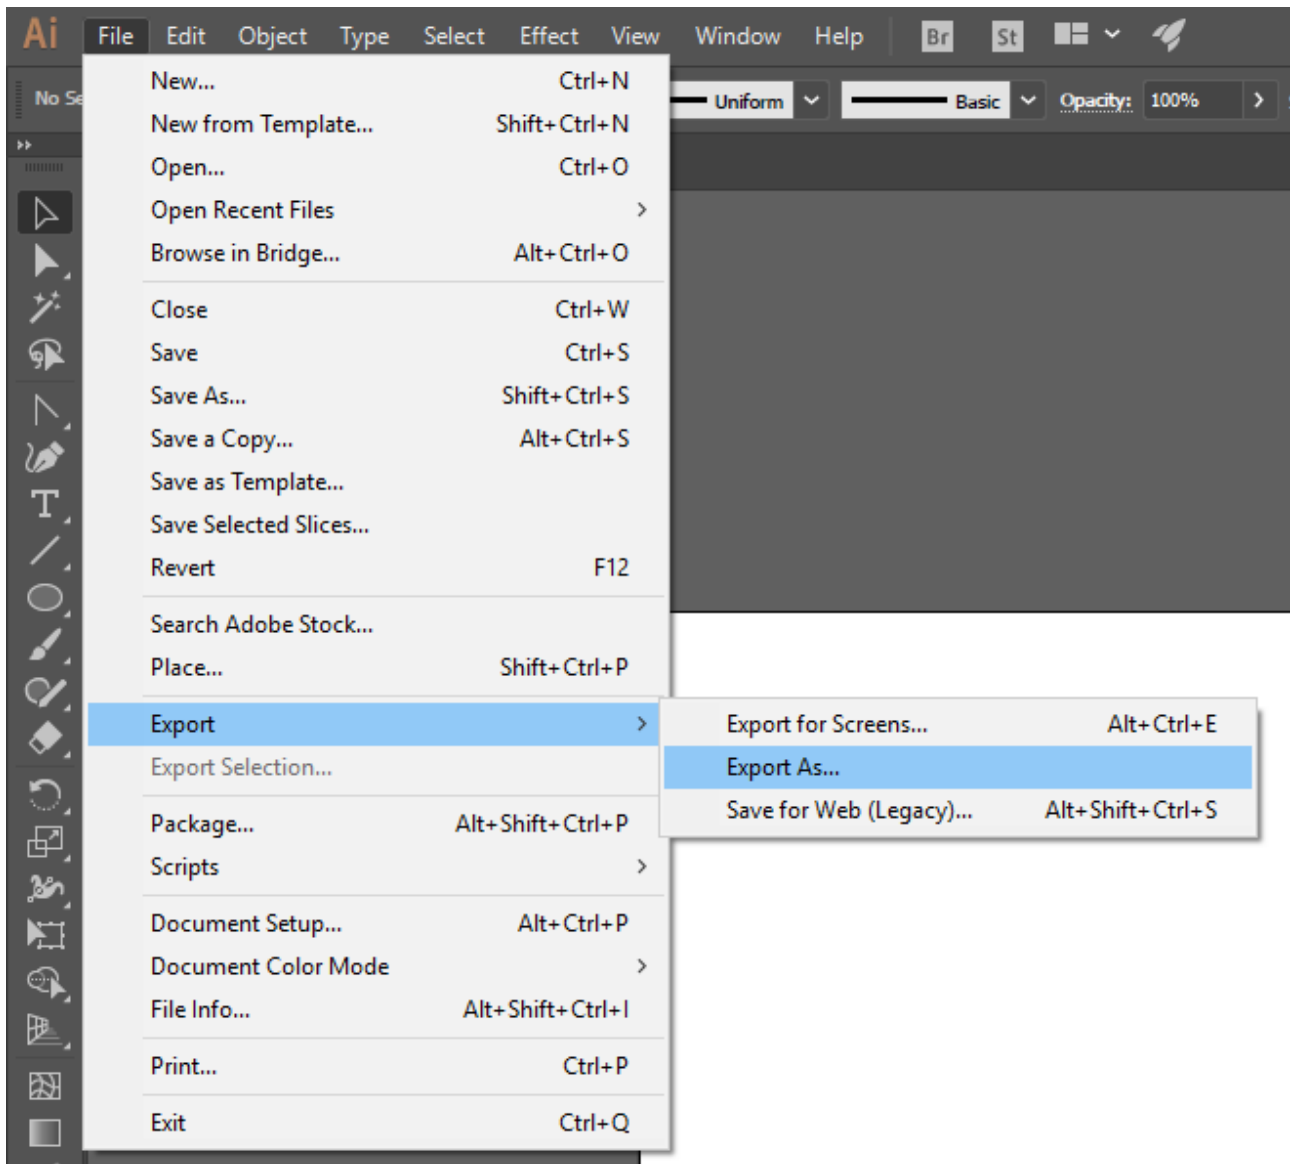 Ai File Edit Object Type Select Effect View Window Help Br St
No Se Uniform Basic Opacity: 100%
New... Ctrl+N
New from Template... Shift+Ctrl+N
Open... Ctrl+O
Open Recent Files
Browse in Bridge... Alt+Ctrl+O
Close Ctrl+W
Save Ctrl+S
Save As... Shift+Ctrl+S
Save a Copy... Alt+Ctrl+S
Save as Template...
Save Selected Slices...
Revert F12
Search Adobe Stock...
Place... Shift+Ctrl+P
Export
Export for Screens... Alt+Ctrl+E
Export Selection...
Export As...
Save for Web (Legacy)... Alt+Shift+Ctrl+S
Package... Alt+Shift+Ctrl+P
Scripts
Document Setup... Alt+Ctrl+P
Document Color Mode
File Info... Alt+Shift+Ctrl+I
Print... Ctrl+P
Exit Ctrl+Q